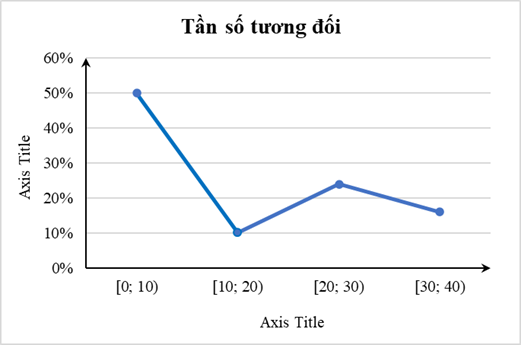 Tần số tương đối
60%
50%
40%
30%
20%
10%
0%
Axis Title
[0; 10) [10; 20) [20; 30) [30; 40)
Axis Title